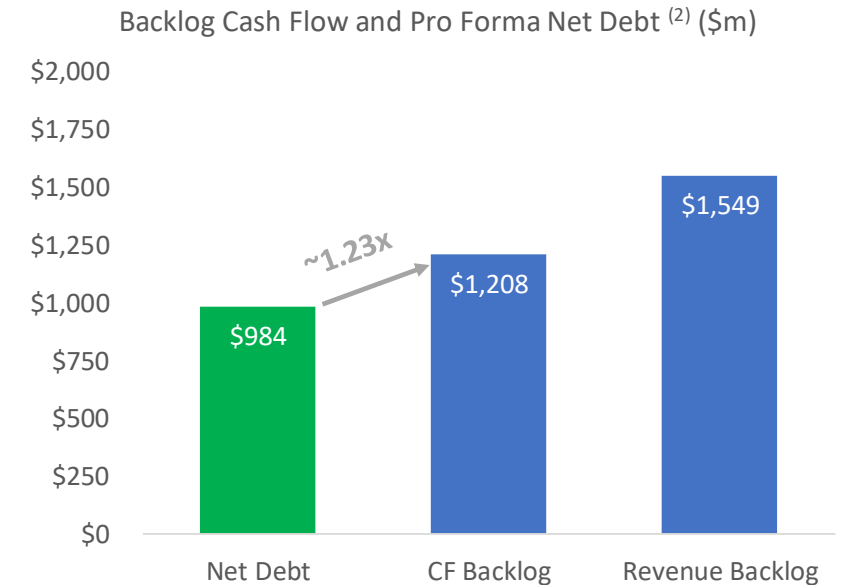 Backlog Cash Flow and Pro Forma Net Debt (2) ($m)
$2,000
$1,750
$1,500
$1,250
$1,000
$750
$500
$250
$0
~1.23x
$984
$1,208
$1,549
Net Debt
CF Backlog
Revenue Backlog